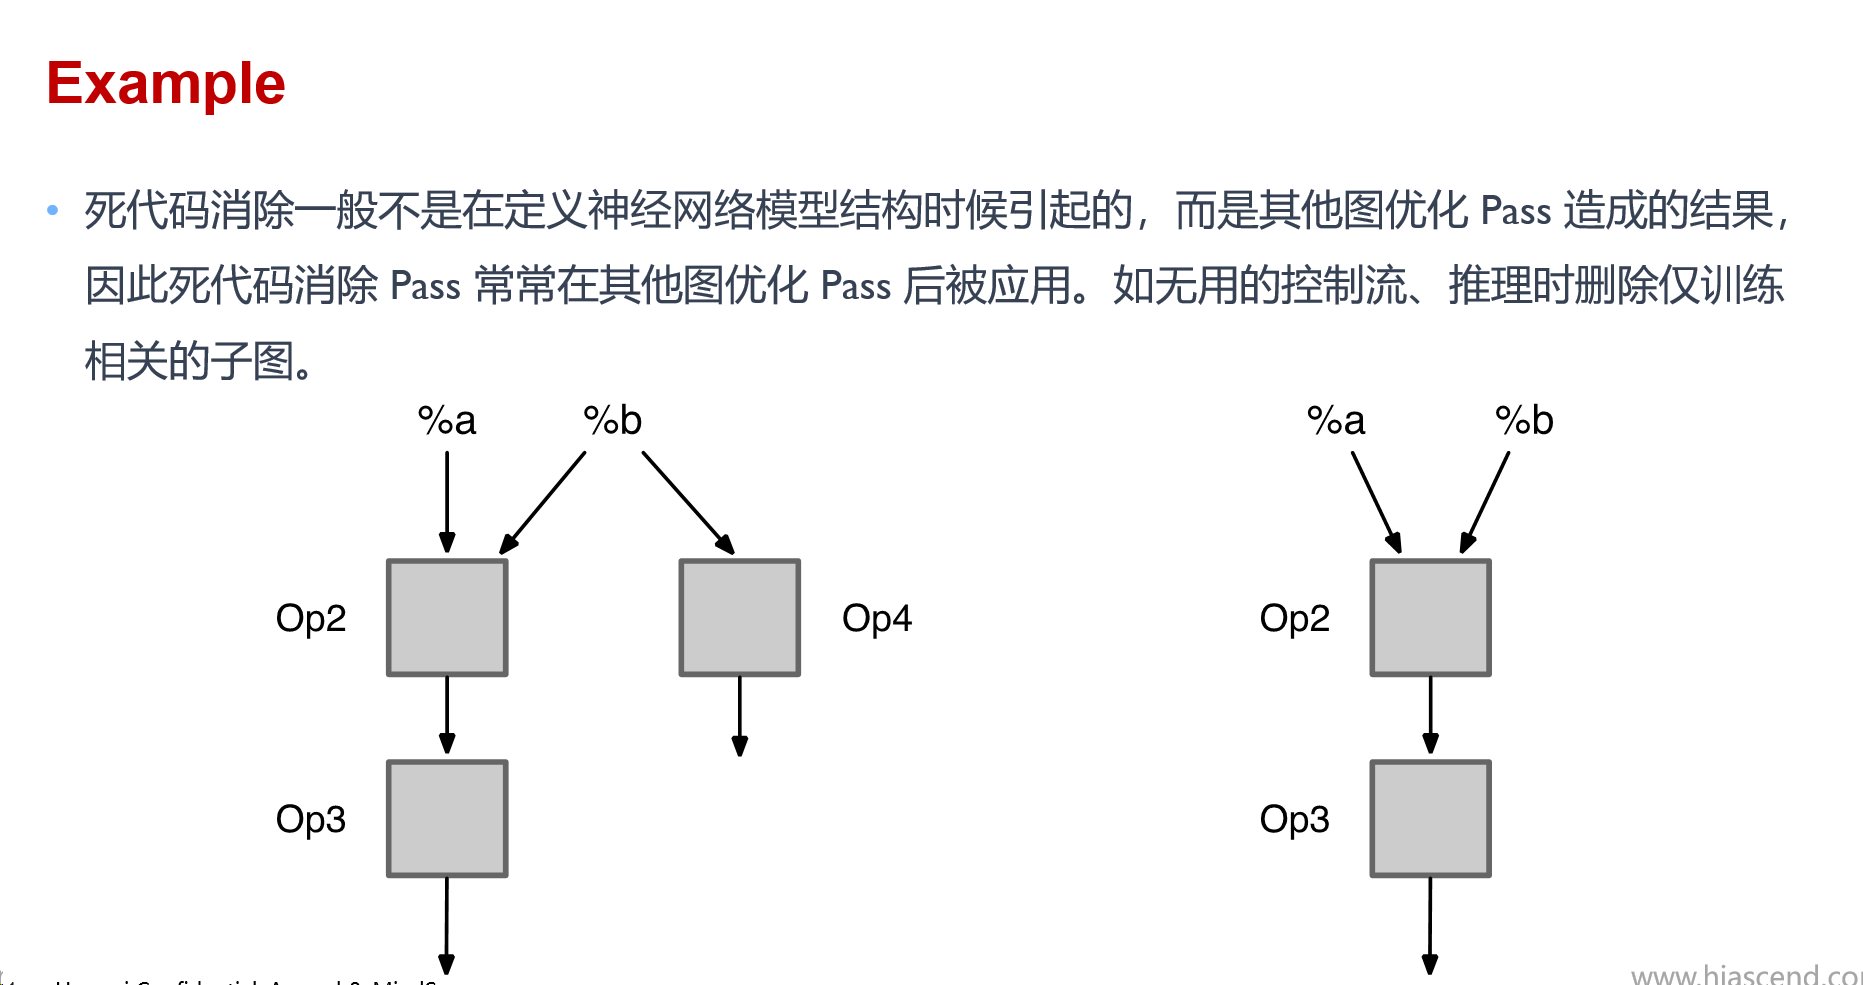 Example
• 死代码消除一般不是在定义神经网络模型结构时候引起的，而是其他图优化 Pass 造成的结果，
因此死代码消除 Pass 常常在其他图优化 Pass 后被应用。如无用的控制流、推理时删除仅训练
相关的子图。
%a %b %a %b
Op2 Op4 Op2
Op3 Op3
www.hiascend.co